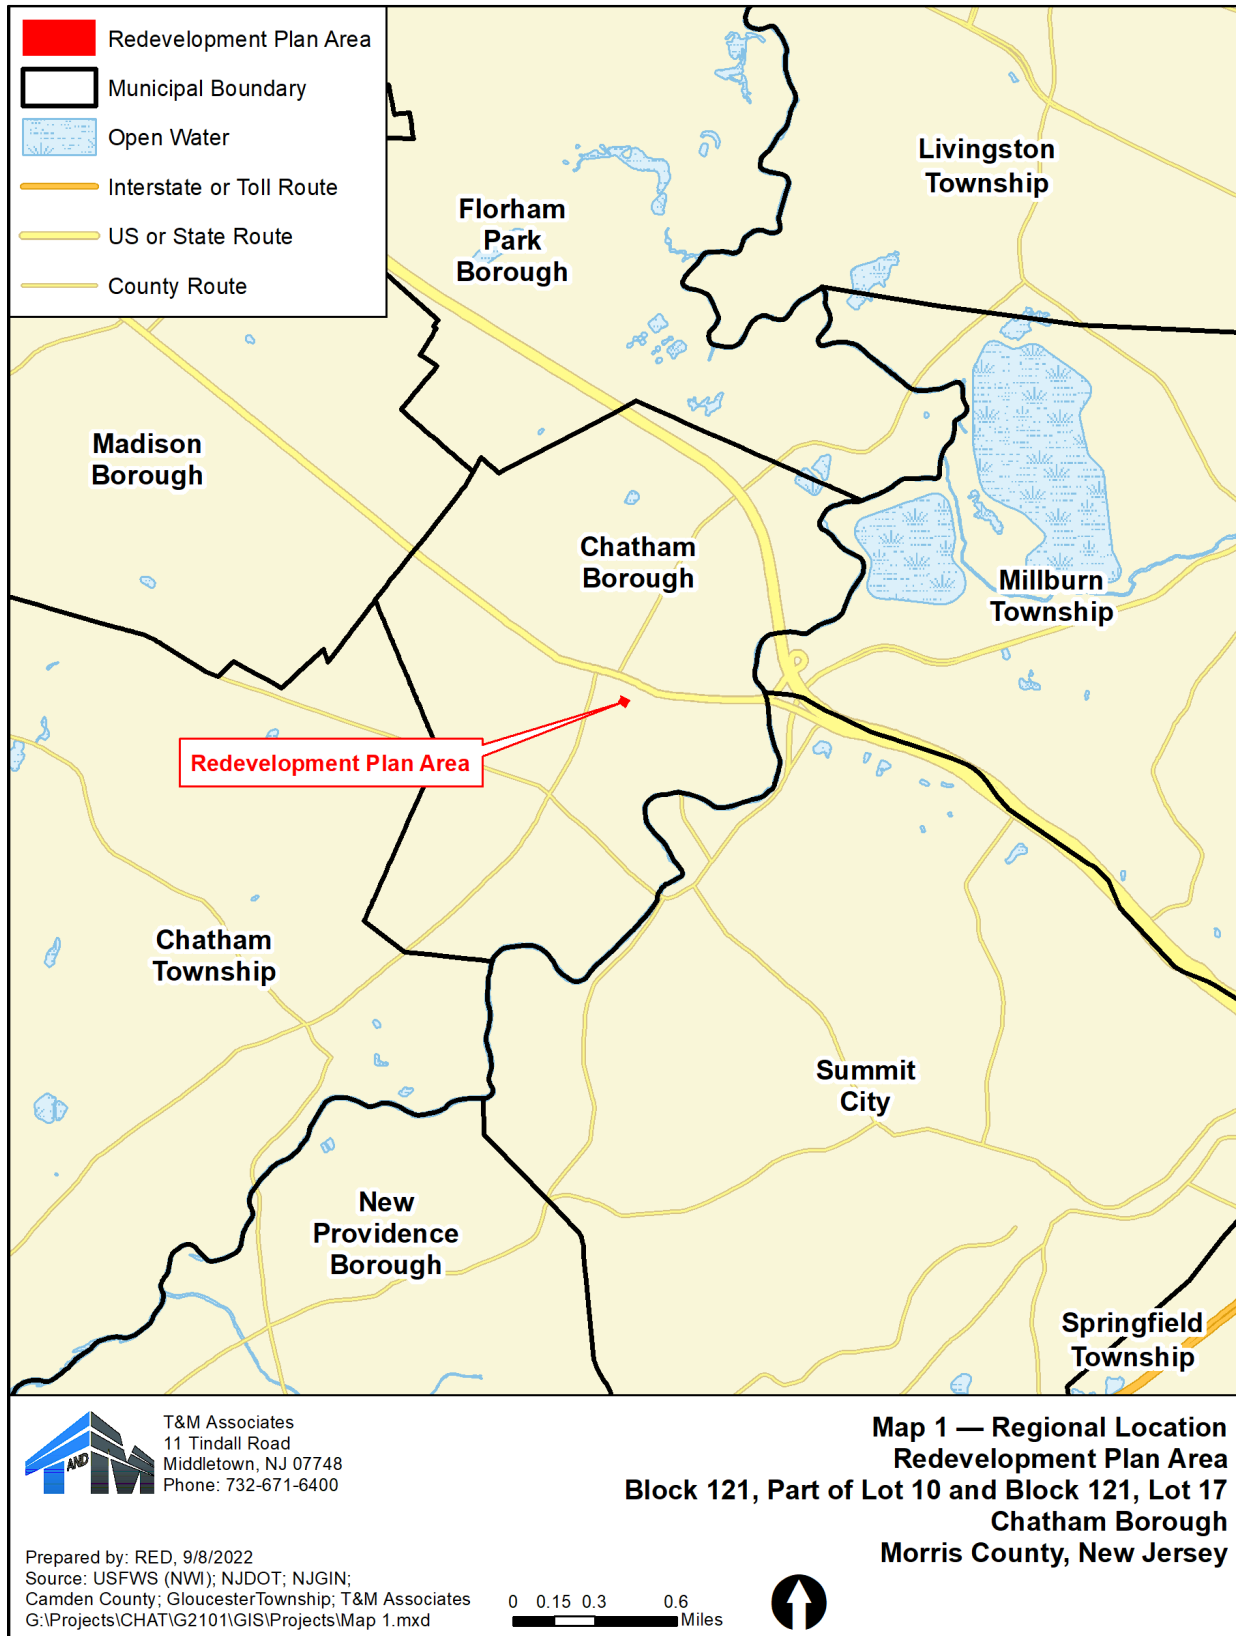 Redevelopment Plan Area
Municipal Boundary
Open Water
Interstate or Toll Route
US or State Route
County Route
Livingston
Township
Florham
Park
Borough
Madison
Borough
Chatham
Borough
Millburn
Township
Redevelopment Plan Area
Chatham
Township
Summit
City
New
Providence
Borough
Springfield
Township
AND
T&M Associates
11 Tindall Road
Middletown, NJ 07748
Phone: 732-671-6400
Map 1 — Regional Location
Redevelopment Plan Area
Block 121, Part of Lot 10 and Block 121, Lot 17
Chatham Borough
Morris County, New Jersey
Prepared by: RED, 9/8/2022
Source: USFWS (NWI); NJDOT; NJGIN;
Camden County; GloucesterTownship; T&M Associates
G:\Projects\CHAT\G2101\GIS\Projects\Map 1.mxd
0 0.15 0.3 0.6
Miles